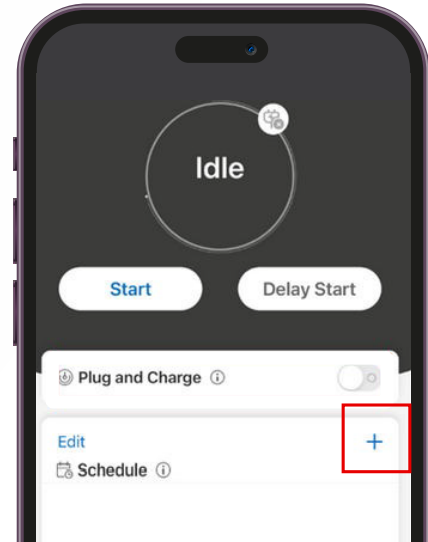 Idle
Start
Delay Start
Plug and Charge
Edit
Schedule